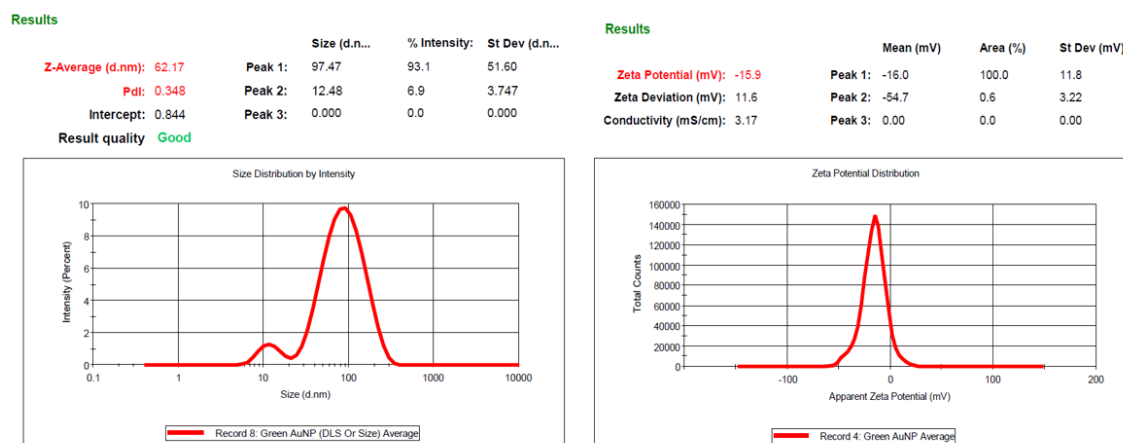 Results
Size (d.n... % Intensity: St Dev (d.n...
Z-Average (d.nm): 62.17 Peak 1: 97.47 93.1 51.60
PdI: 0.348 Peak 2: 12.48 6.9 3.747
Intercept: 0.844 Peak 3: 0.000 0.0 0.000
Result quality Good
Size Distribution by Intensity
Intensity (Percent)
10
8
6
4
2
0
0.1 1 10 100 1000 10000
Size (d.nm)
Record 8: Green AuNP (DLS Or Size) Average
Results
Mean (mV) Area (%) St Dev (mV)
Zeta Potential (mV): -15.9 Peak 1: -16.0 100.0 11.8
Zeta Deviation (mV): 11.6 Peak 2: -54.7 0.6 3.22
Conductivity (mS/cm): 3.17 Peak 3: 0.00 0.0 0.00
Zeta Potential Distribution
Total Counts
160000
140000
120000
100000
80000
60000
40000
20000
0
-100 0 100 200
Apparent Zeta Potential (mV)
Record 4: Green AuNP Average